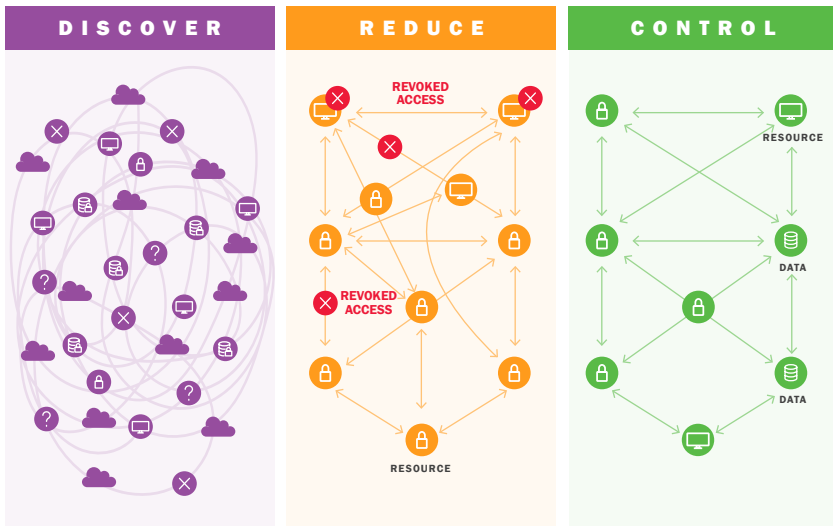 DISCOVER
REDUCE
CONTROL
REVOKED
ACCESS
REVOKED
ACCESS
RESOURCE
RESOURCE
DATA
DATA